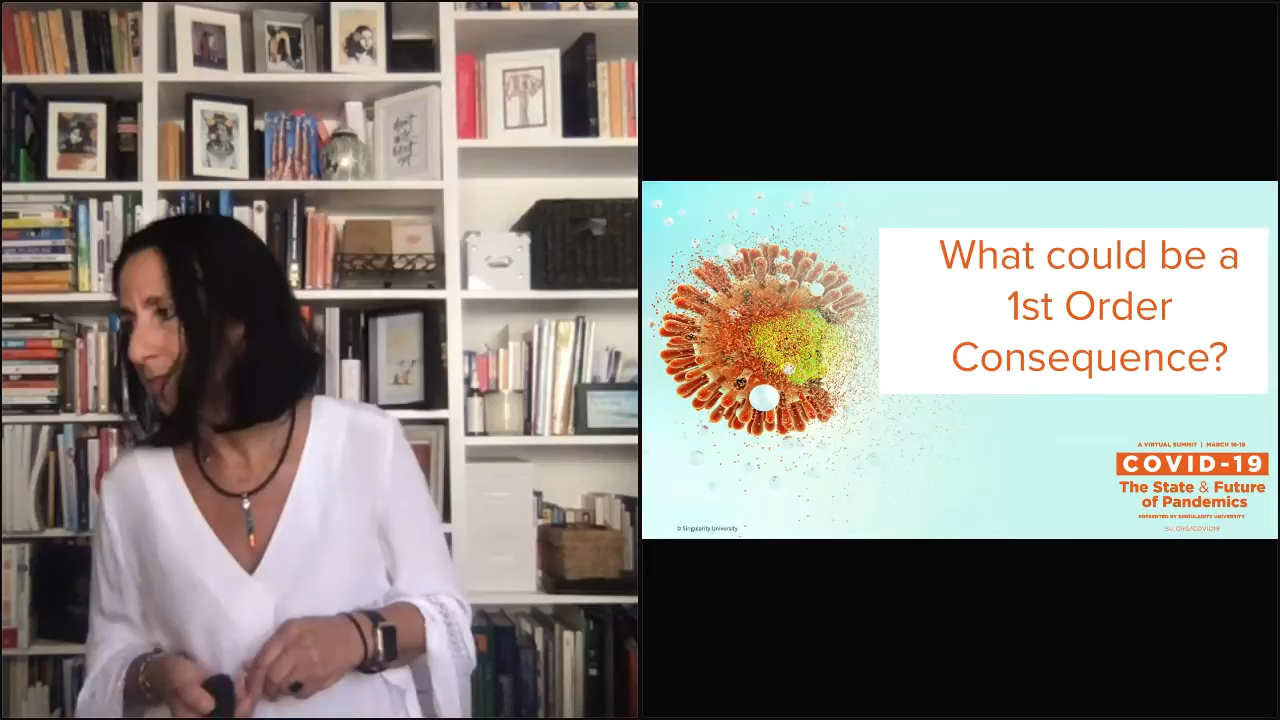 What could be a
1st Order
Consequence?
A VIRTUAL SUMMIT | MARCH 16-18
COVID-19
The State & Future
of Pandemics
PRESENTED BY SINGULARITY UNIVERSITY
SU.ORG/COVID19
© Singularity University